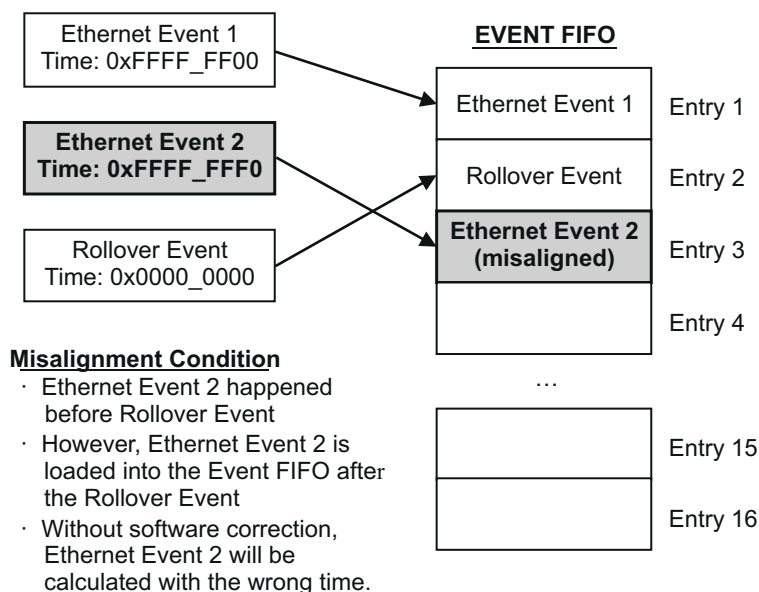 Ethernet Event 1
Time: 0xFFFF_FF00
Ethernet Event 2
Time: 0xFFFF_FFF0
Rollover Event
Time: 0x0000_0000
EVENT FIFO
Ethernet Event 1
Entry 1
Rollover Event
Entry 2
Ethernet Event 2
(misaligned)
Entry 3
Entry 4
...
Entry 15
Entry 16
Misalignment Condition
· Ethernet Event 2 happened
before Rollover Event
· However, Ethernet Event 2 is
loaded into the Event FIFO after
the Rollover Event
· Without software correction,
Ethernet Event 2 will be
calculated with the wrong time.